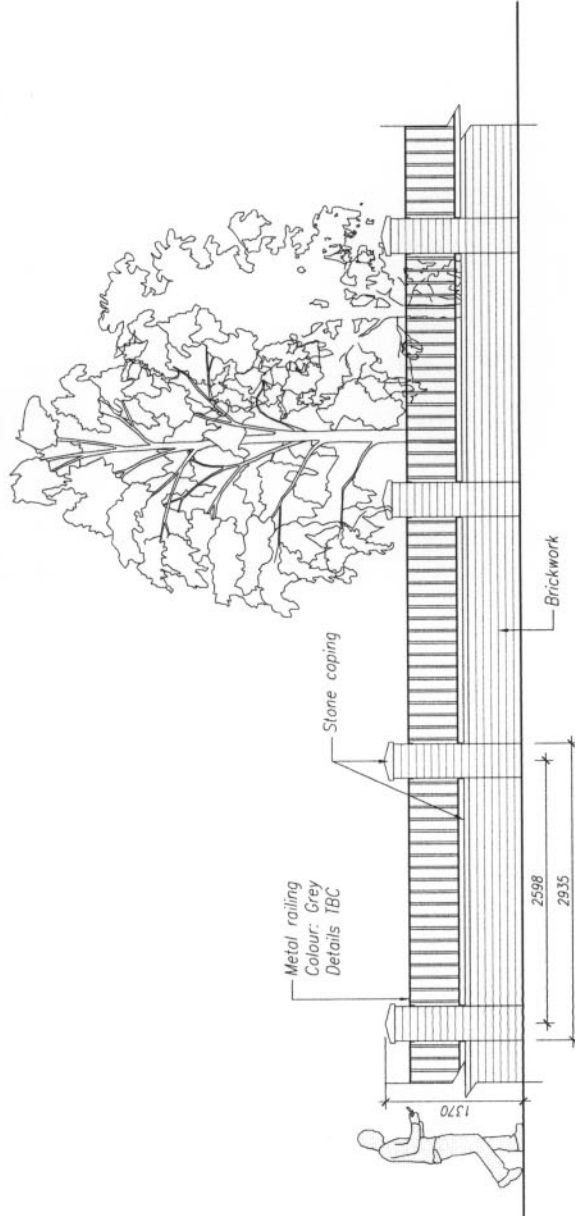 Metal railing
Colour: Grey
Details TBC
Stone coping
Brickwork
1370
2598
2935